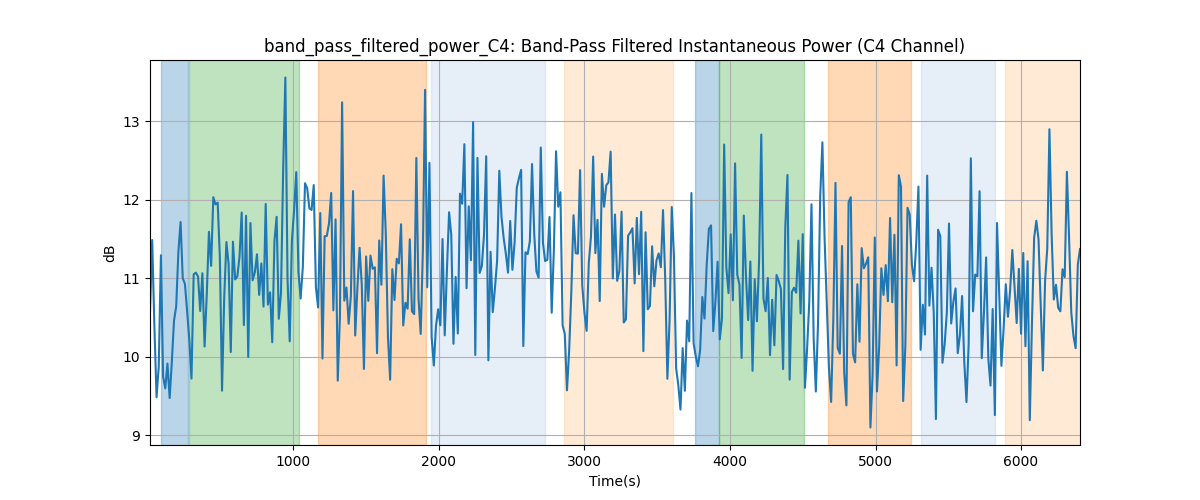 band_pass_filtered_power_C4: Band-Pass Filtered Instantaneous Power (C4 Channel)
dB
13
12
11
10
9
1000 2000 3000 4000 5000 6000
Time(s)